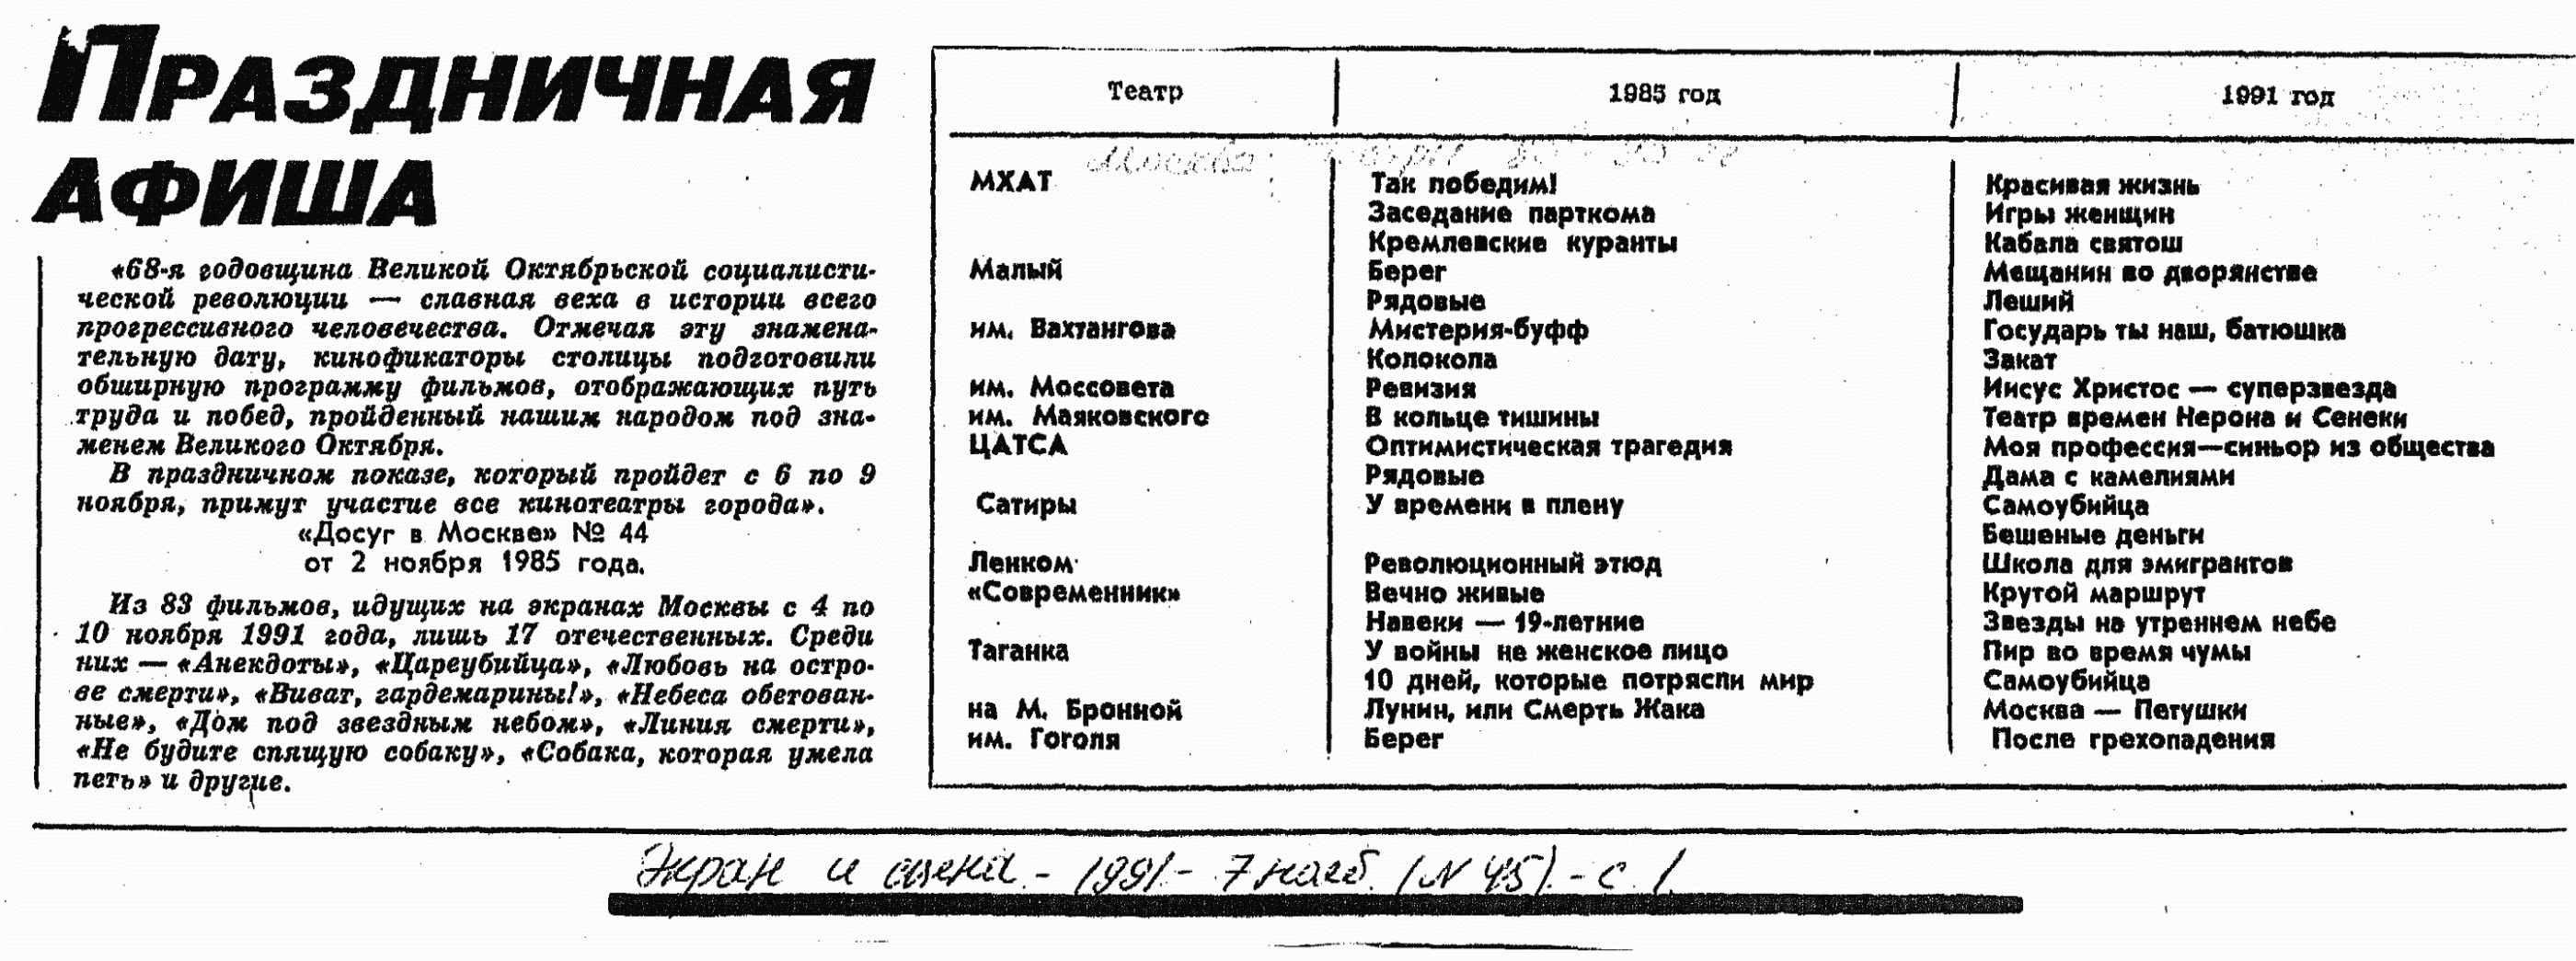 ПРАЗДНИЧНАЯ
АФИША
«68-я годовщина Великой Октябрьской социалисти-
ческой революции — славная веха в истории всего
прогрессивного человечества. Отмечая эту знамена-
тельную дату, кинофикаторы столицы подготовили
обширную программу фильмов, отображающих путь
труда и побед, пройденный нашим народом под зна-
менем Великого Октября.
В праздничном показе, который пройдет с 6 по 9
ноября, примут участие все кинотеатры города».
«Досуг в Москве» № 44
от 2 ноября 1985 года.
Из 83 фильмов, идущих на экранах Москвы с 4 по
10 ноября 1991 года, лишь 17 отечественных. Среди
них — «Анекдоты», «Цареубийца», «Любовь на остро-
ве смерти», «Виват, гардемарины!», «Небеса обетован-
ные», «Дом под звездным небом», «Линия смерти»,
«Не будите спящую собаку», «Собака, которая умела
петь» и другие.
Театр 1985 год 1991 год
Москва:
МХАТ Так победим! Красивая жизнь
Заседание парткома Игры женщин
Кремлевские куранты Кабала святош
Малый Берег Мещанин во дворянстве
Рядовые Леший
им. Вахтангова Мистерия-буфф Государь ты наш, батюшка
Колокола Закат
им. Моссовета Ревизия Иисус Христос — суперзвезда
им. Маяковского В кольце тишины Театр времен Нерона и Сенеки
ЦАТСА Оптимистическая трагедия Моя профессия—синьор из общества
Рядовые Дама с камелиями
Сатиры У времени в плену Самоубийца
Бешеные деньги
Ленком Революционный этюд Школа для эмигрантов
«Современник» Вечно живые Крутой маршрут
Навеки — 19-летние Звезды на утреннем небе
Таганка У войны не женское лицо Пир во время чумы
10 дней, которые потрясли мир Самоубийца
на М. Бронной Лунин, или Смерть Жака Москва — Петушки
им. Гоголя Берег После грехопадения
Экран и сцена. - 1991. - 7 нояб. (N 45). - с. 1.